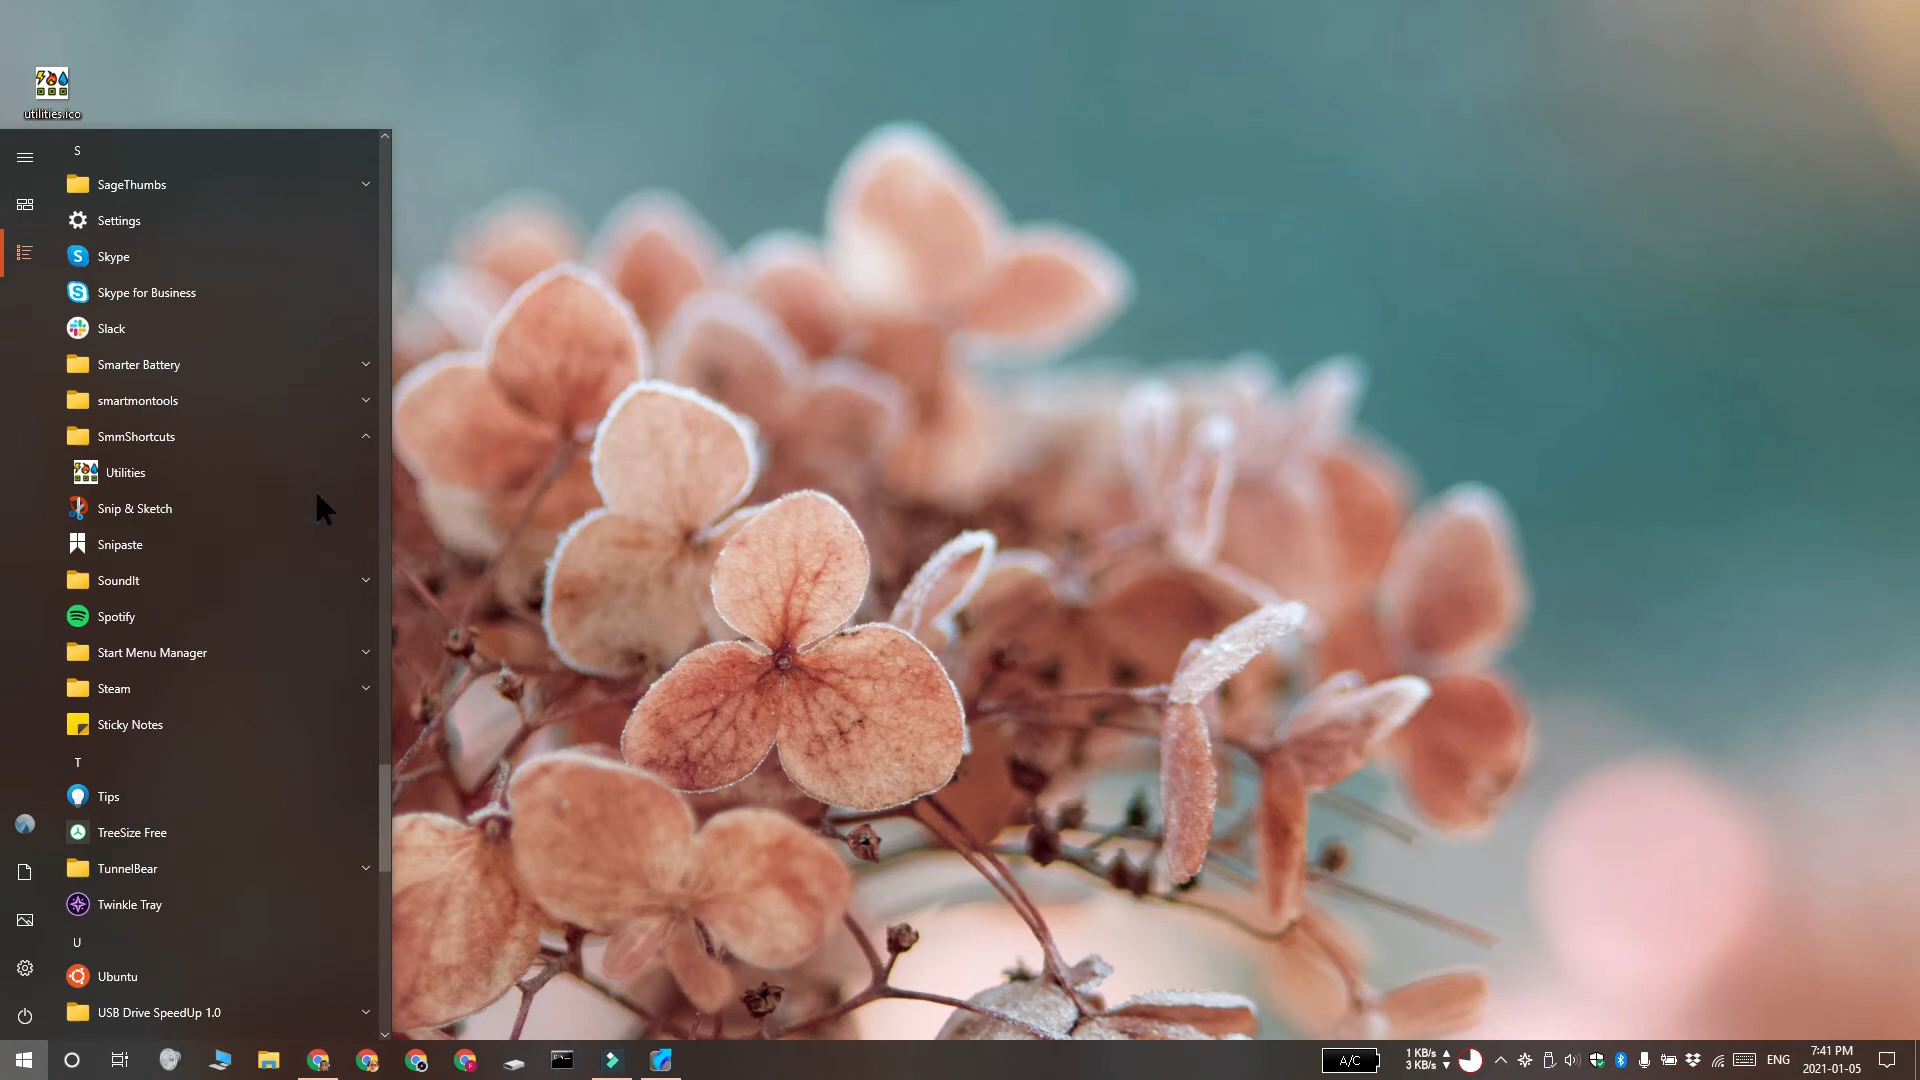 utilities.ico
S
SageThumbs
Settings
Skype
Skype for Business
Slack
Smarter Battery
smartmontools
SmmShortcuts
Utilities
Snip & Sketch
Snipaste
SoundIt
Spotify
Start Menu Manager
Steam
Sticky Notes
T
Tips
TreeSize Free
TunnelBear
Twinkle Tray
U
Ubuntu
USB Drive SpeedUp 1.0
A/C
1 KB/s
3 KB/s
ENG
7:41 PM
2021-01-05